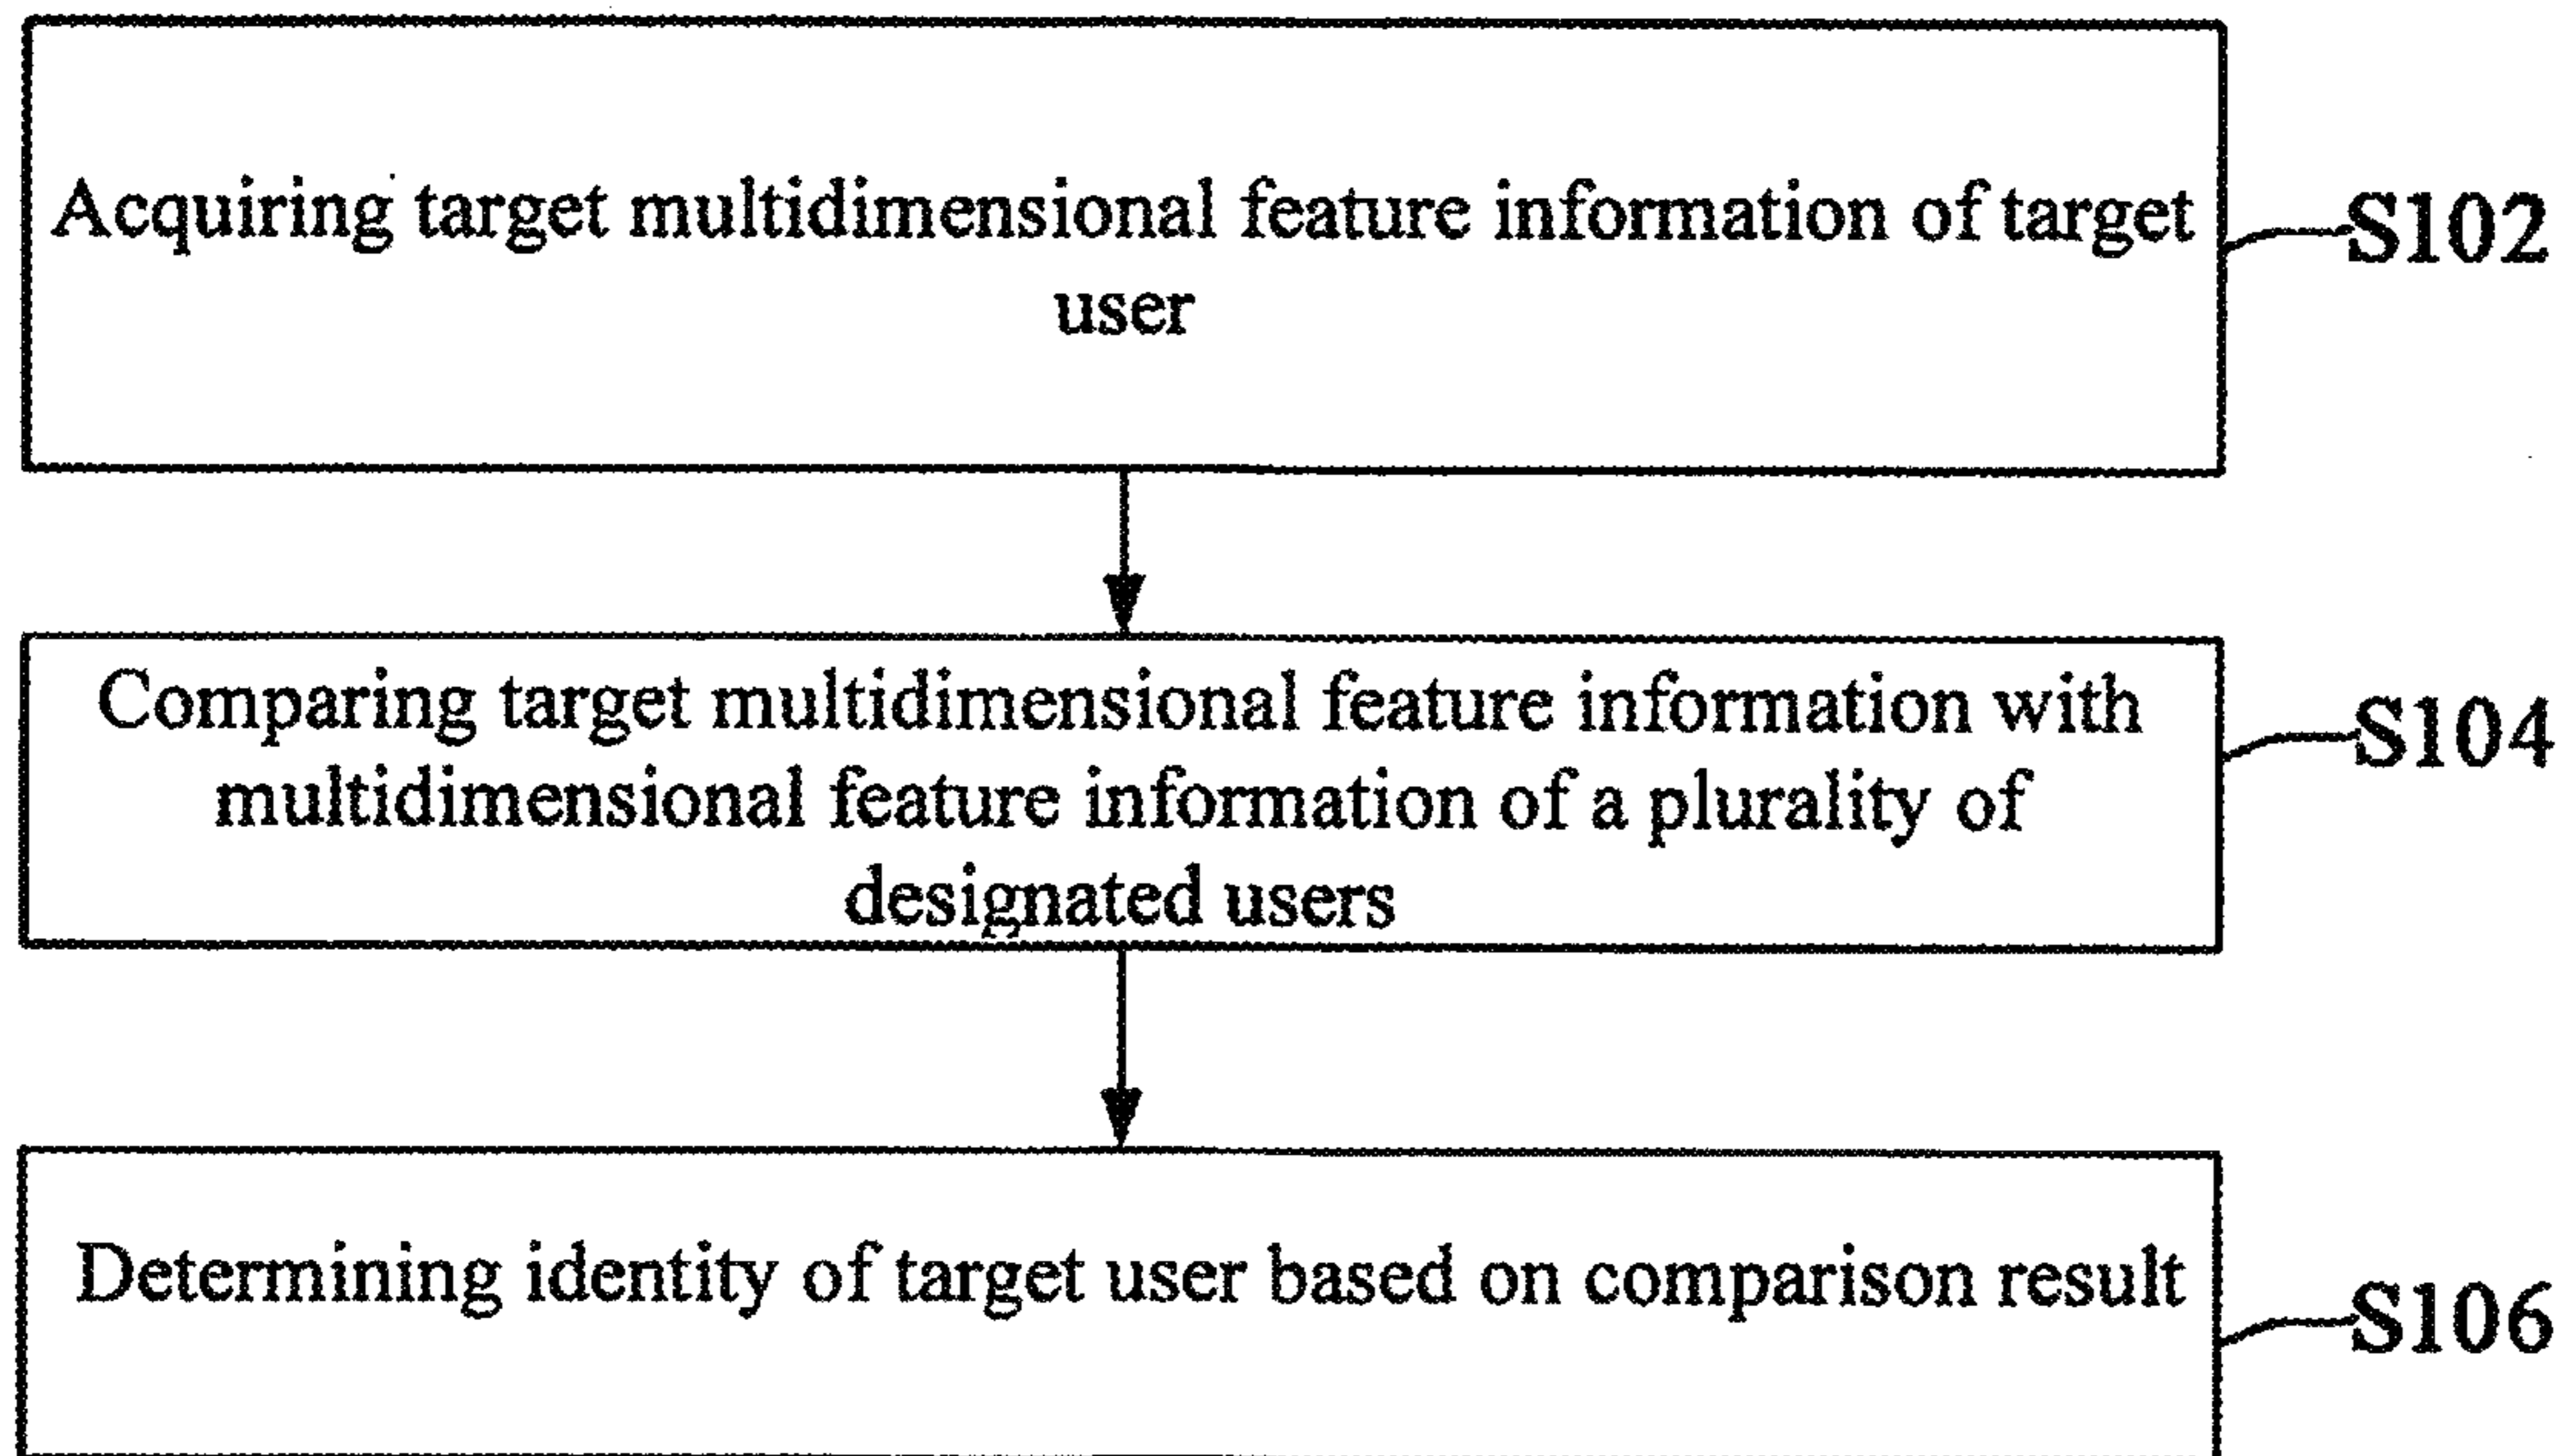 Acquiring target multidimensional feature information of target
user
S102
Comparing target multidimensional feature information with
multidimensional feature information of a plurality of
designated users
S104
Determining identity of target user based on comparison result
S106